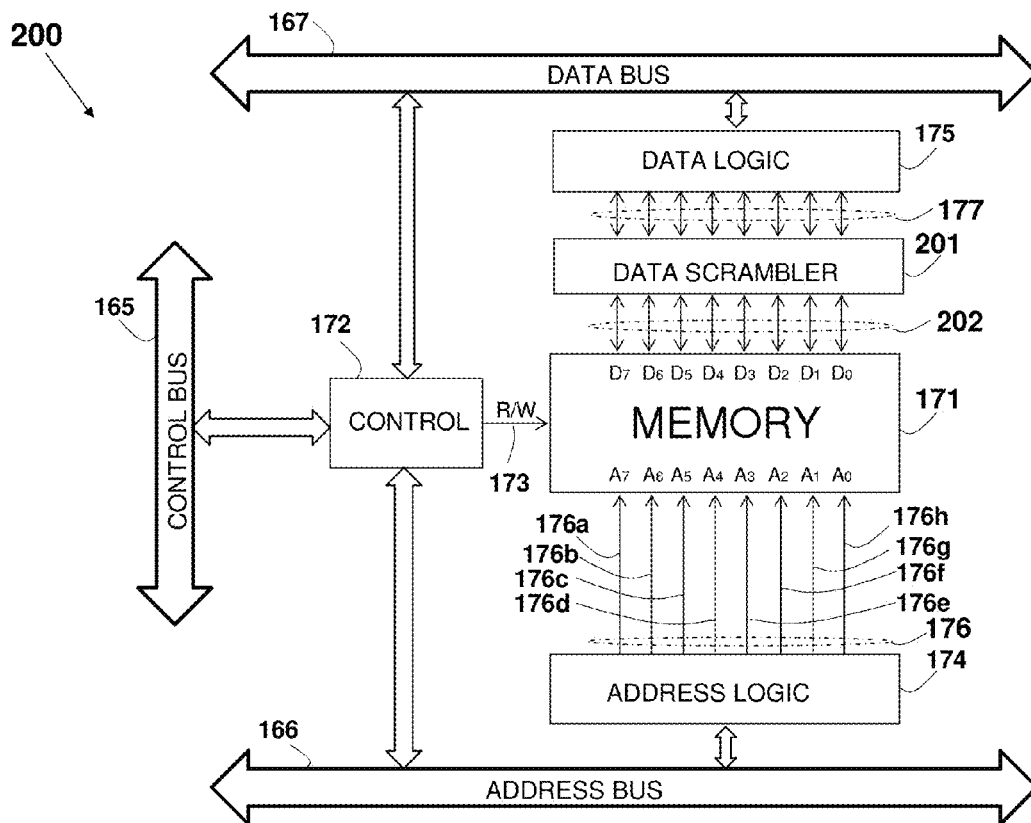 200
167
DATA BUS
DATA LOGIC
175
177
DATA SCRAMBLER
201
202
165
CONTROL BUS
172
CONTROL
R/W
173
D7 D6 D5 D4 D3 D2 D1 D0
MEMORY
171
A7 A6 A5 A4 A3 A2 A1 A0
176a
176b
176c
176d
176h
176g
176f
176e
176
174
ADDRESS LOGIC
166
ADDRESS BUS